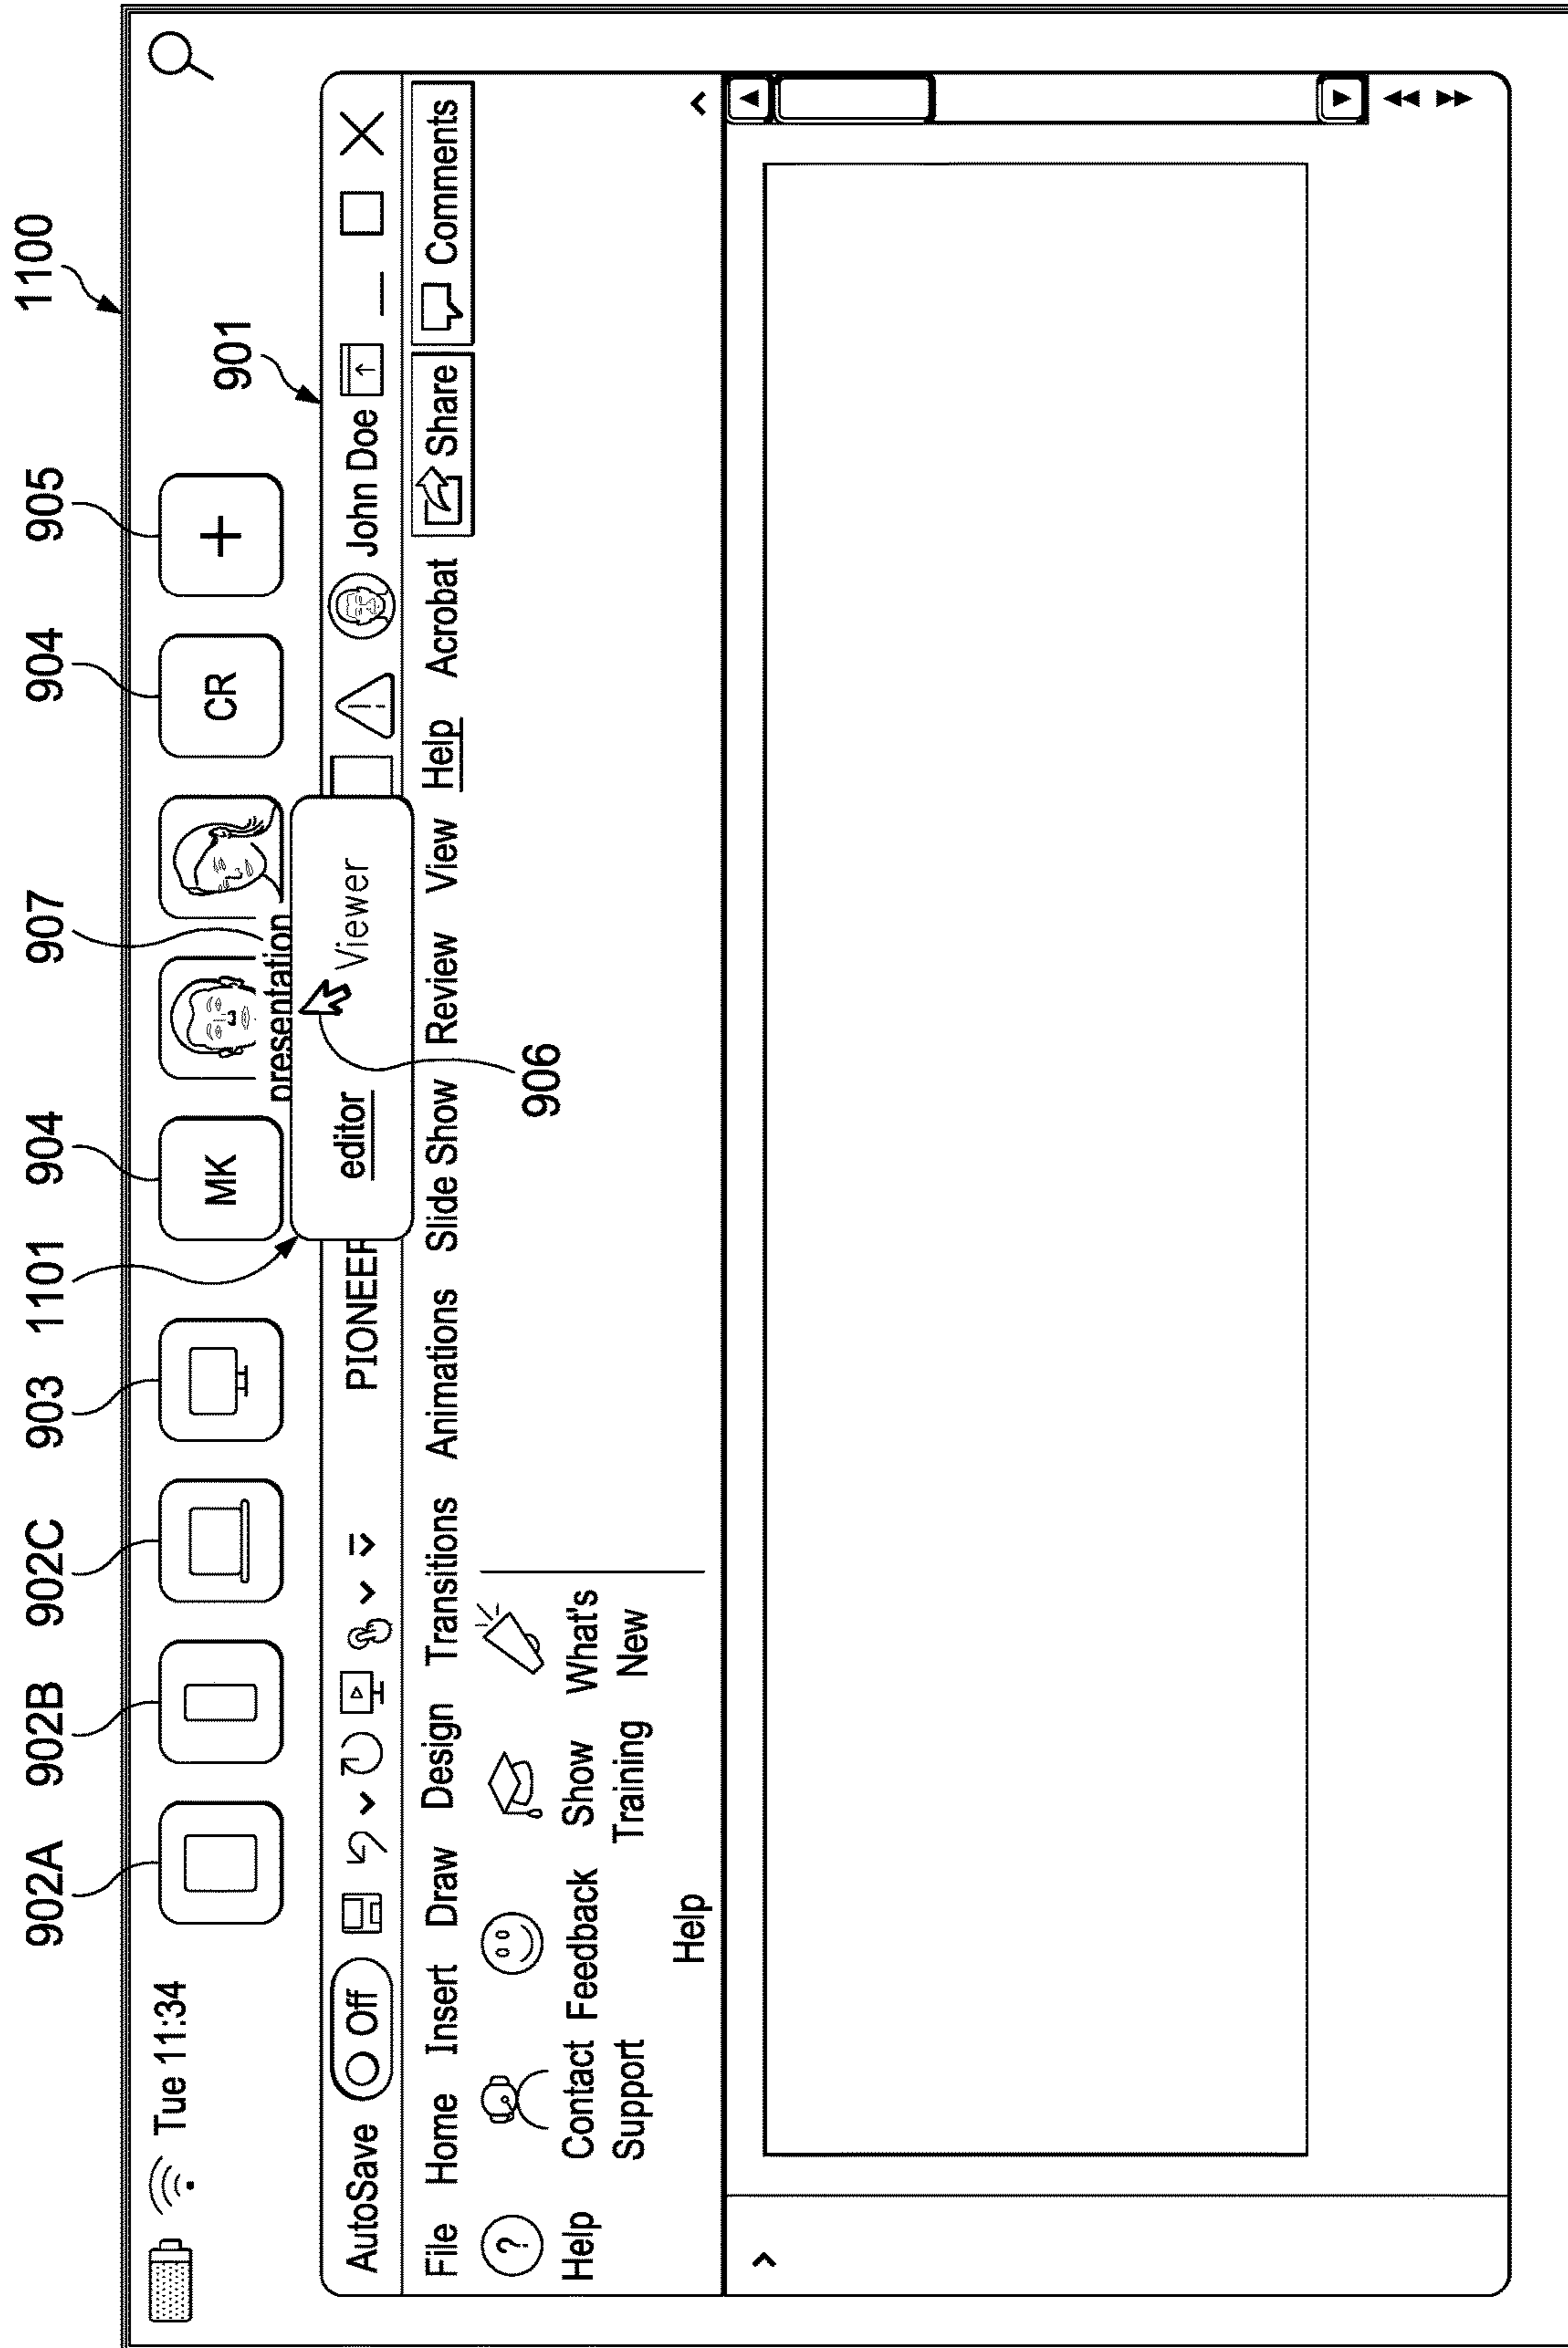 1100
902A 902B 902C 903 1101 904 907 904 905
901
Tue 11:34
MK
CR
+
presentation
editor Viewer
906
AutoSave Off
PIONEER
John Doe
File Home Insert Draw Design Transitions Animations Slide Show Review View Help Acrobat
Share
Comments
?
Help
Contact
Support
Feedback
Show
Training
What's
New
Help